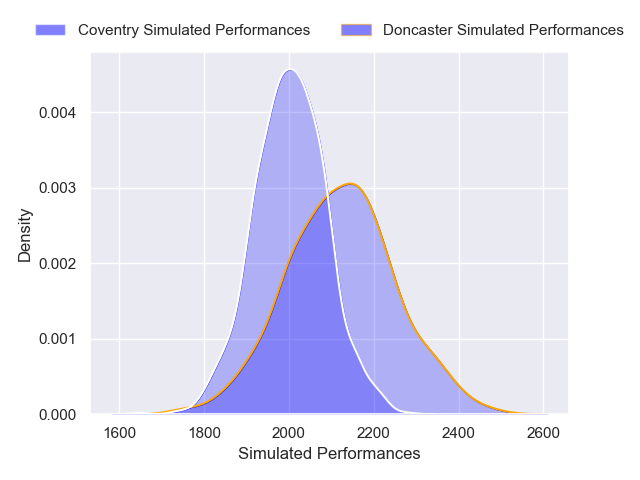 Coventry Simulated Performances
Doncaster Simulated Performances
0.004
0.003
0.002
0.001
0.000
Density
1600 1800 2000 2200 2400 2600
Simulated Performances